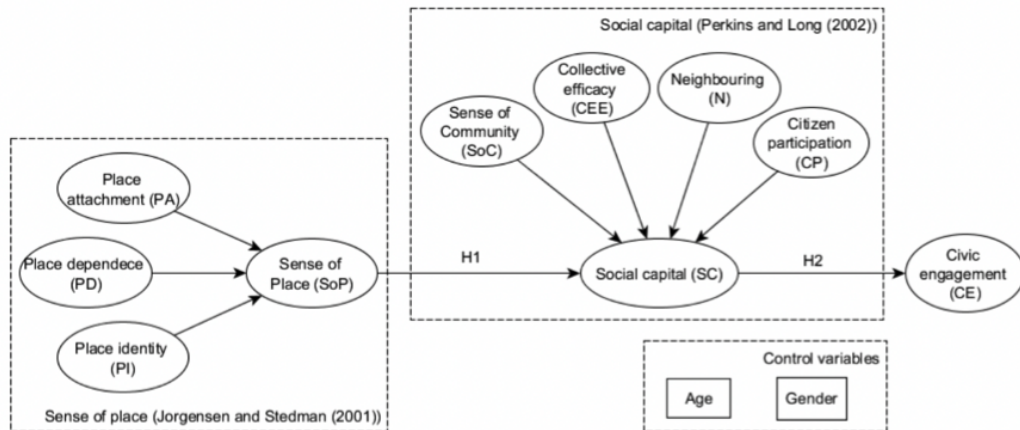 Social capital (Perkins and Long (2002))
Collective
efficacy
(CEE)
Neighbouring
(N)
Sense of
Community
(SoC)
Citizen
participation
(CP)
Place
attachment (PA)
Place dependece
(PD)
Sense of
Place (SoP)
H1
Social capital (SC)
H2
Civic
engagement
(CE)
Place identity
(PI)
Control variables
Age
Gender
Sense of place (Jorgensen and Stedman (2001))